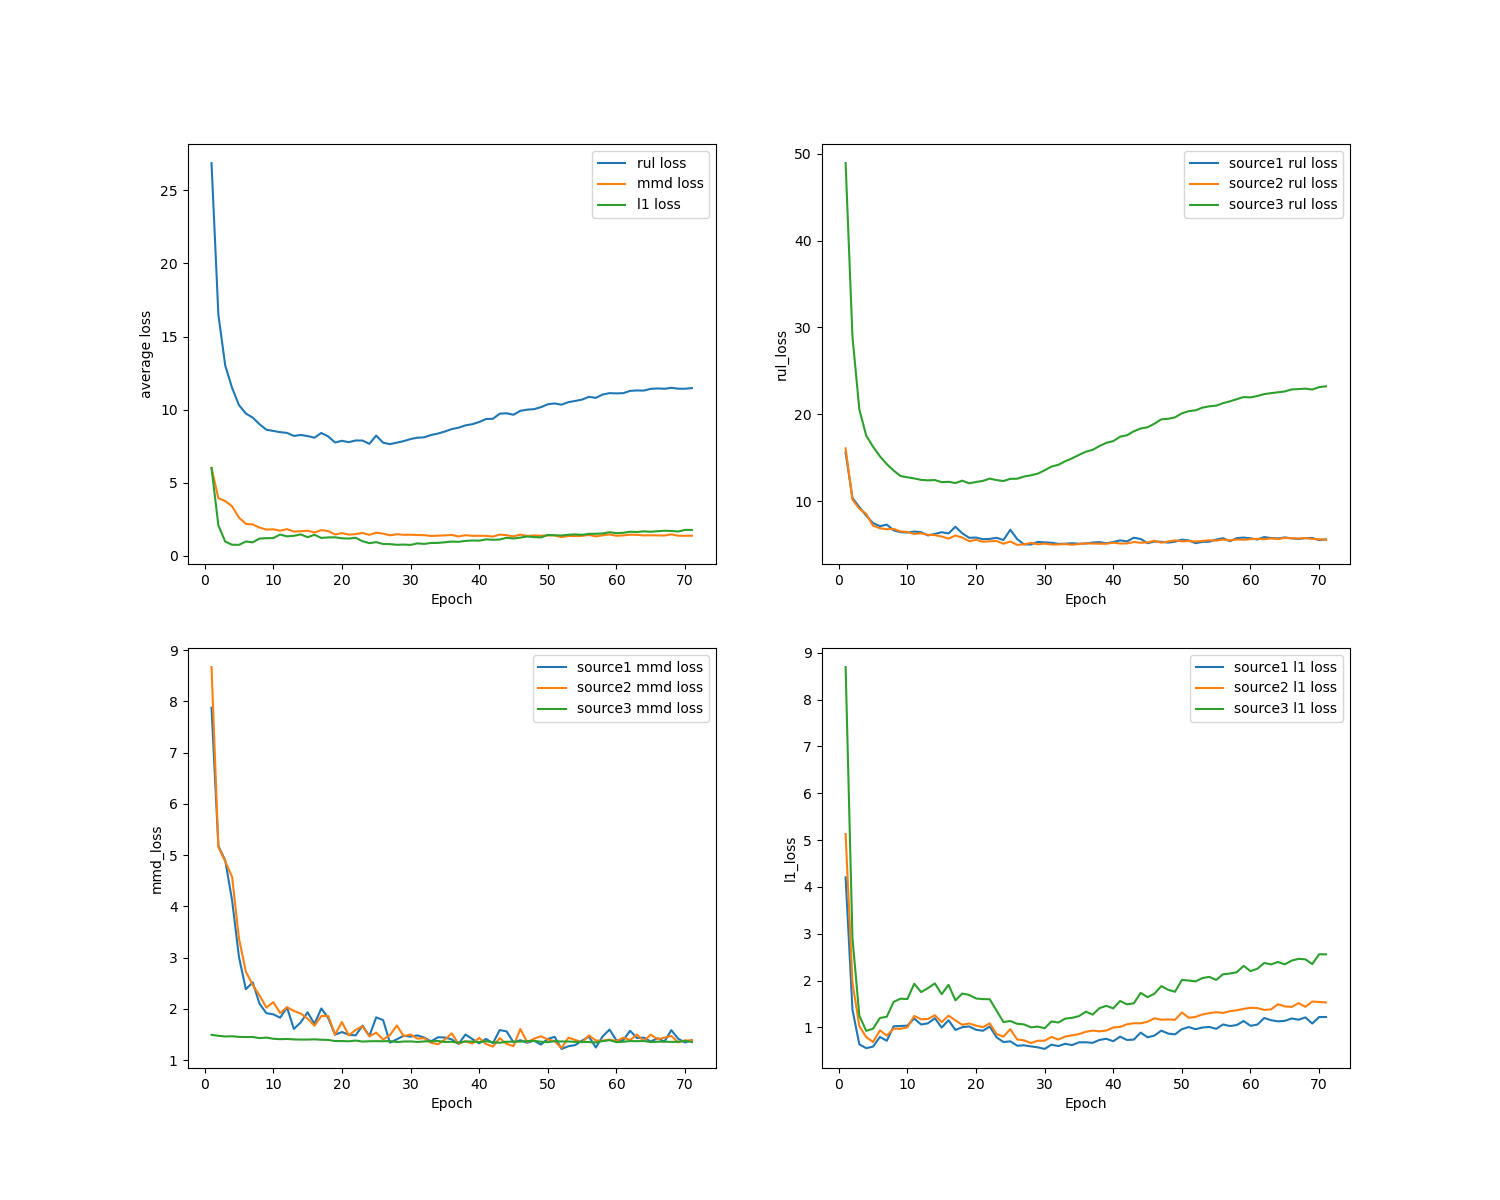 rul loss
mmd loss
l1 loss
25
20
15
10
5
0
average loss
0 10 20 30 40 50 60 70
Epoch
source1 rul loss
source2 rul loss
source3 rul loss
50
40
30
20
10
rul_loss
0 10 20 30 40 50 60 70
Epoch
source1 mmd loss
source2 mmd loss
source3 mmd loss
9
8
7
6
5
4
3
2
1
mmd_loss
0 10 20 30 40 50 60 70
Epoch
source1 l1 loss
source2 l1 loss
source3 l1 loss
9
8
7
6
5
4
3
2
1
l1_loss
0 10 20 30 40 50 60 70
Epoch